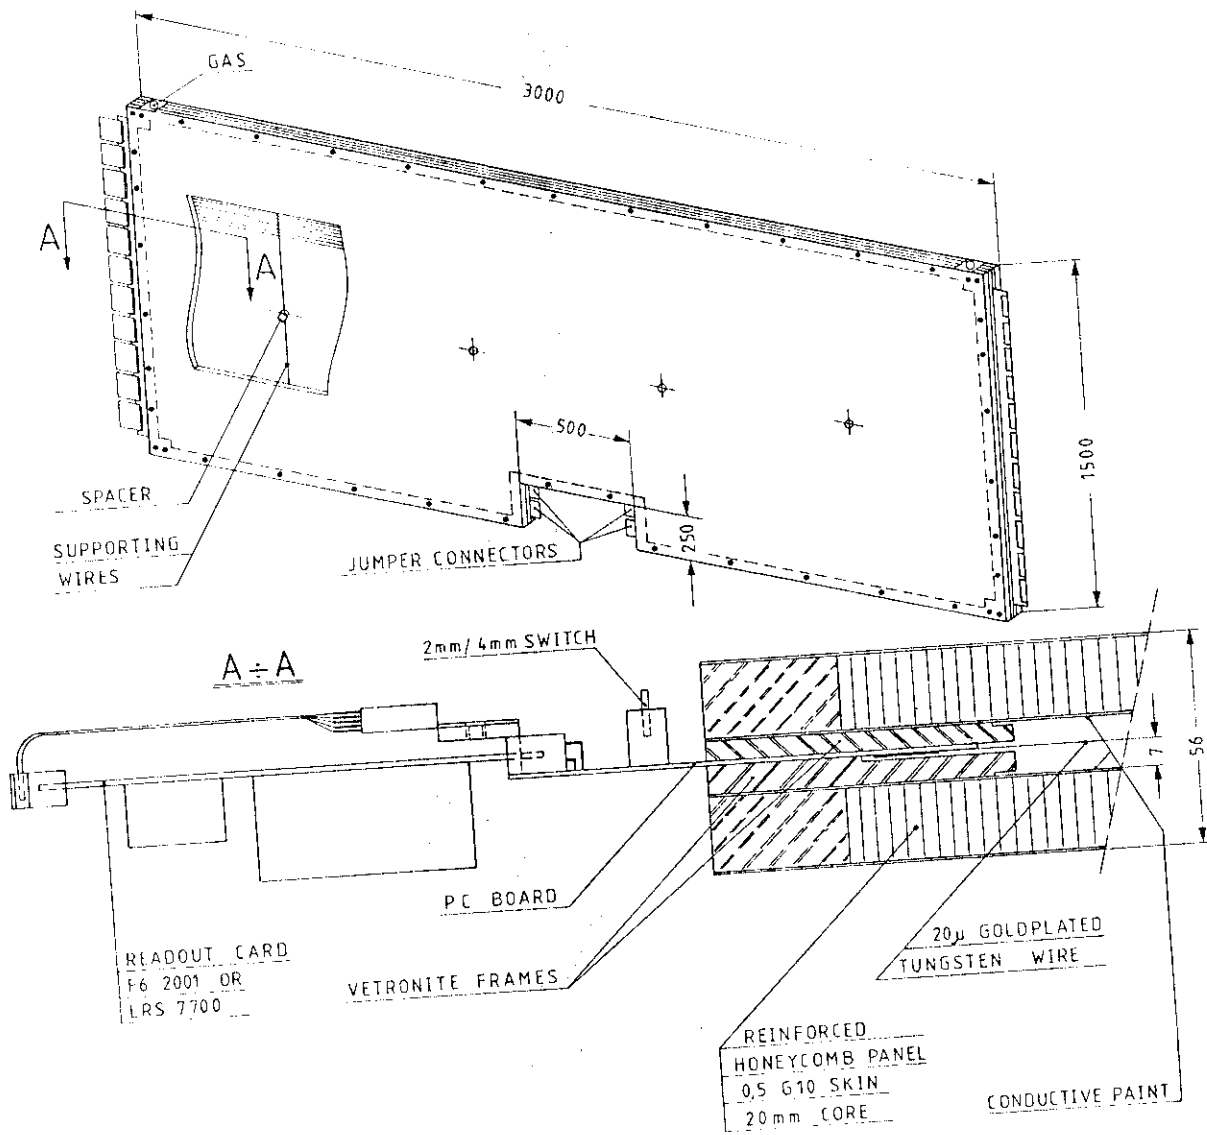 GAS
3000
A
A
500
1500
250
SPACER
SUPPORTING
WIRES
JUMPER CONNECTORS
A ÷ A
2mm/4mm SWITCH
7
56
PC BOARD
READOUT CARD
F6 2001 OR
LRS 7700
VETRONITE FRAMES
20μ GOLDPLATED
TUNGSTEN WIRE
REINFORCED
HONEYCOMB PANEL
0,5 G10 SKIN
20mm CORE
CONDUCTIVE PAINT